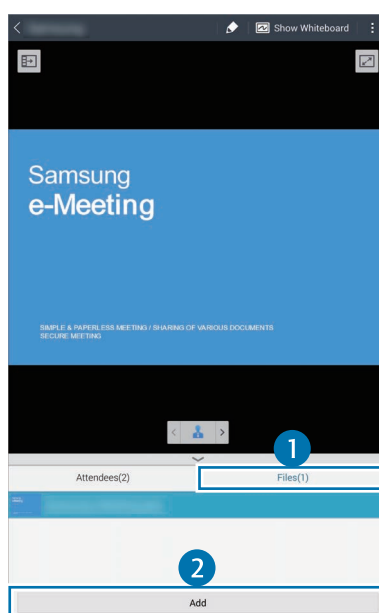 Show Whiteboard
Samsung
e-Meeting
SIMPLE & PAPERLESS MEETING / SHARING OF VARIOUS DOCUMENTS
SECURE MEETING
1
Attendees(2)
Files(1)
2
Add